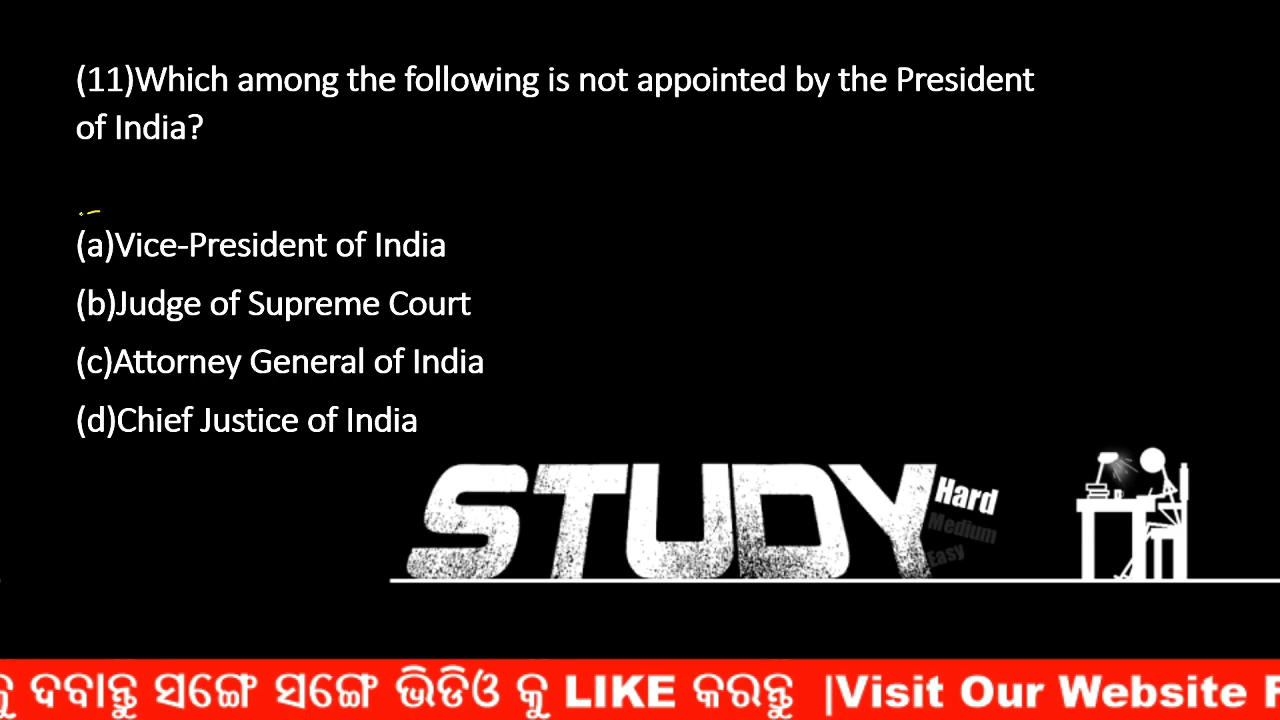 (11)Which among the following is not appointed by the President
of India?
(a)Vice-President of India
(b)Judge of Supreme Court
(c)Attorney General of India
(d)Chief Justice of India
STUDY Hard
Medium
Easy
କୁ ଦବାନ୍ତୁ ସଙ୍ଗେ ସଙ୍ଗେ ଭିଡିଓ କୁ LIKE କରନ୍ତୁ |Visit Our Website